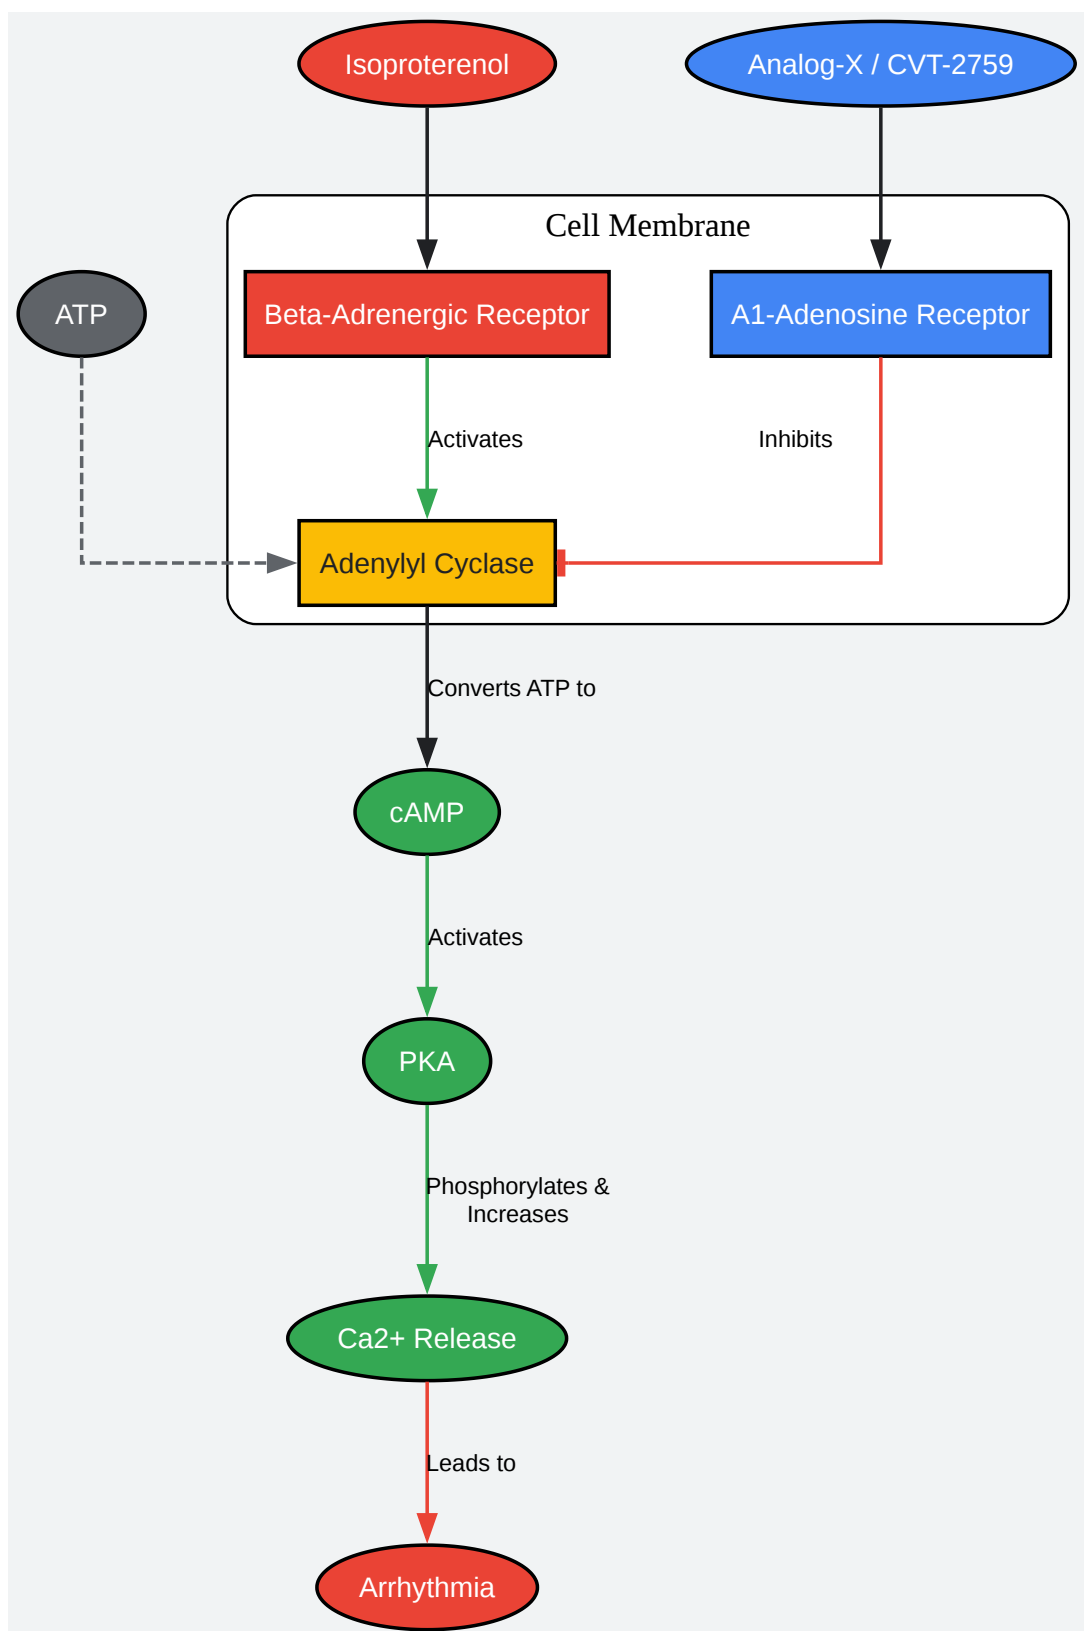 Isoproterenol
Analog-X / CVT-2759
Cell Membrane
ATP
Beta-Adrenergic Receptor
A1-Adenosine Receptor
Activates
Inhibits
Adenylyl Cyclase
Converts ATP to
cAMP
Activates
PKA
Phosphorylates &
Increases
Ca2+ Release
Leads to
Arrhythmia